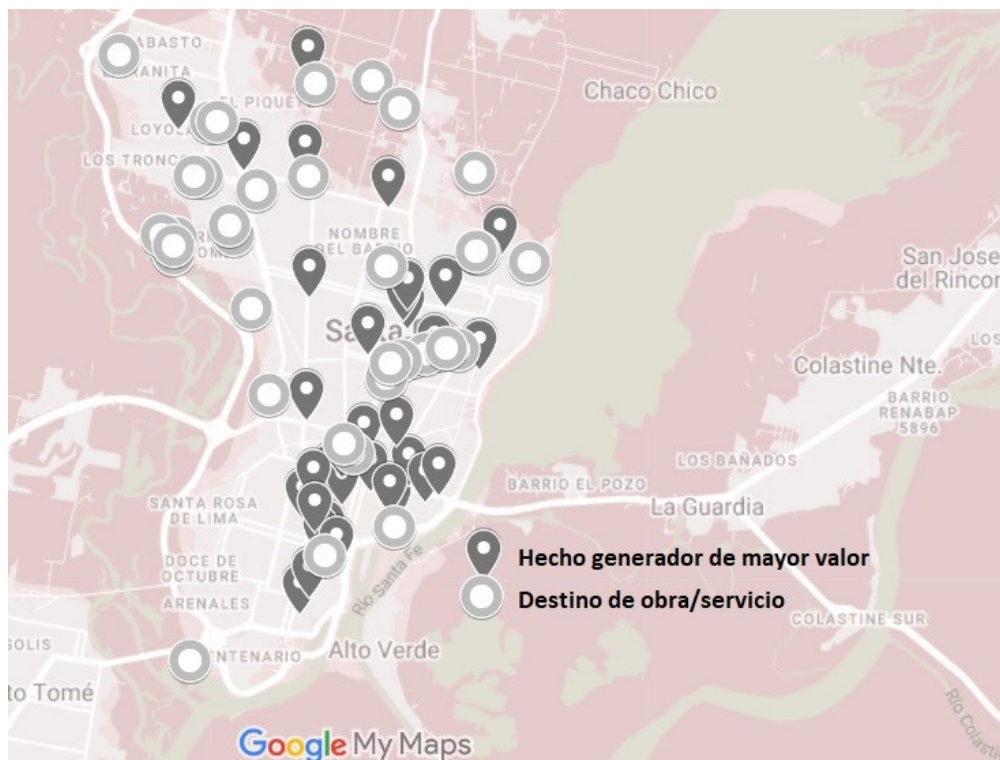 ABASTO
Chaco Chico
EL PIQUETE
LOYOLA
LOS TRONC
NOMBRE
DEL BARRIO
San Jose
del Rincon
Colastine Nte.
BARRIO
RENABAP
5896
LOS BAÑADOS
BARRIO EL POZO
SANTA ROSA
DE LIMA
La Guardia
Río Santa Fe
Hecho generador de mayor valor
DOCE DE
OCTUBRE
Destino de obra/servicio
ARENALES
COLASTINE SUR
SOLIS
ENTENARIO
Alto Verde
to Tomé
Río Colastin
Google My Maps